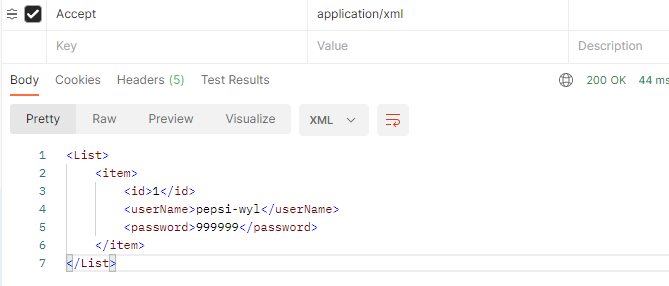 Accept application/xml
Key Value Description
Body Cookies Headers (5) Test Results 200 OK 44 ms
Pretty Raw Preview Visualize XML
1 <List>
2 <item>
3 <id>1</id>
4 <userName>pepsi-wyl</userName>
5 <password>999999</password>
6 </item>
7 </List>